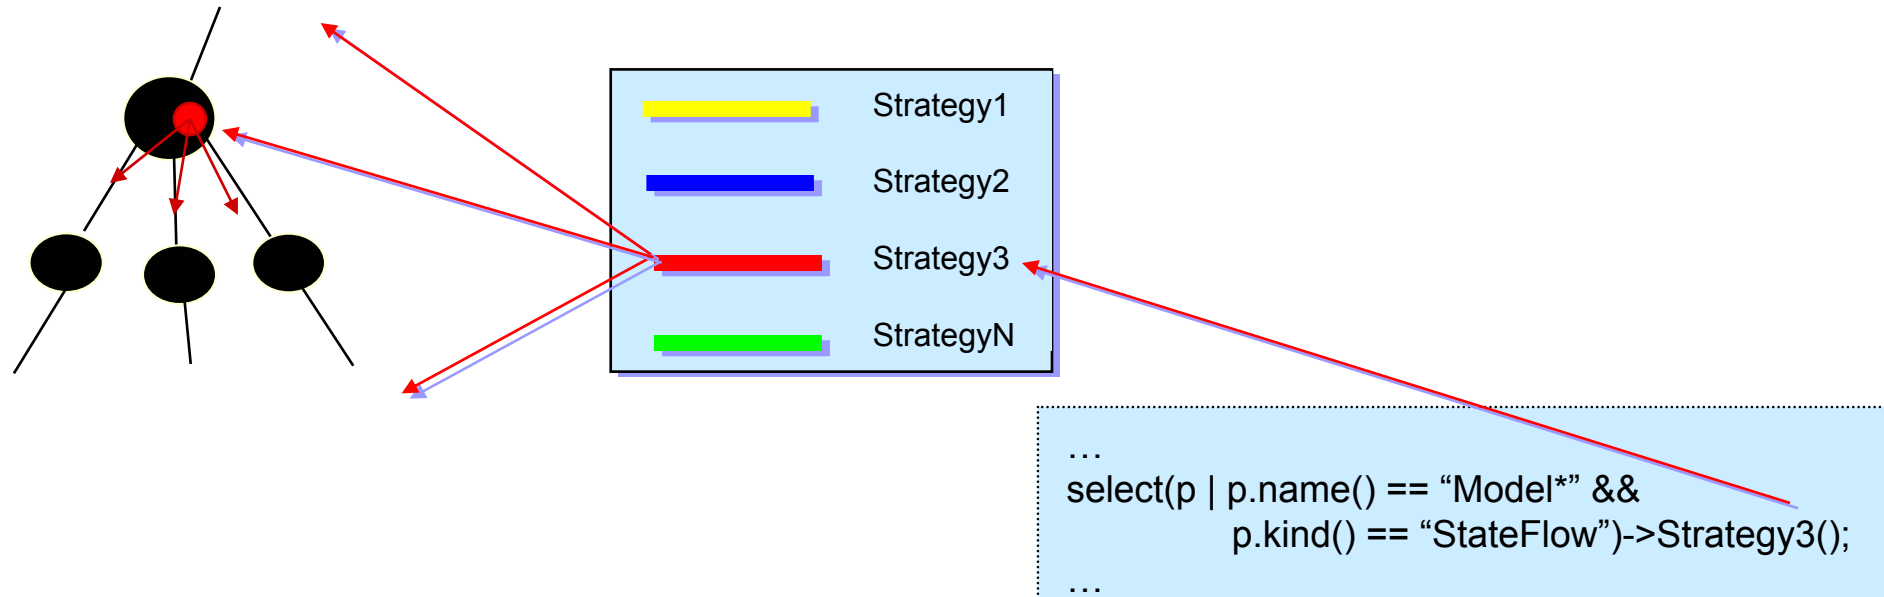 Strategy1
Strategy2
Strategy3
StrategyN
…
select(p | p.name() == “Model*” &&
p.kind() == “StateFlow”)->Strategy3();
…